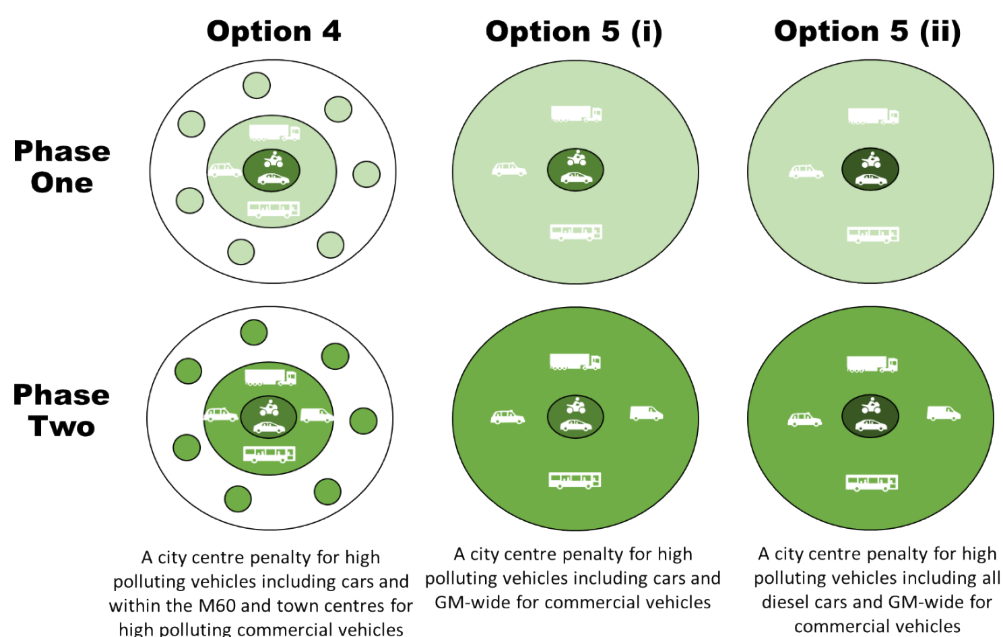 Option 4
Option 5 (i)
Option 5 (ii)
Phase
One
Phase
Two
A city centre penalty for high
polluting vehicles including cars and
within the M60 and town centres for
high polluting commercial vehicles
A city centre penalty for high
polluting vehicles including cars and
GM-wide for commercial vehicles
A city centre penalty for high
polluting vehicles including all
diesel cars and GM-wide for
commercial vehicles